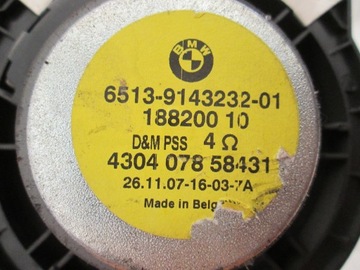 BMW
6513-9143232-01
188200 10
D&M PSS 4 Ω
4304 078 58431
26.11.07-16-03-7A
Made in Belg